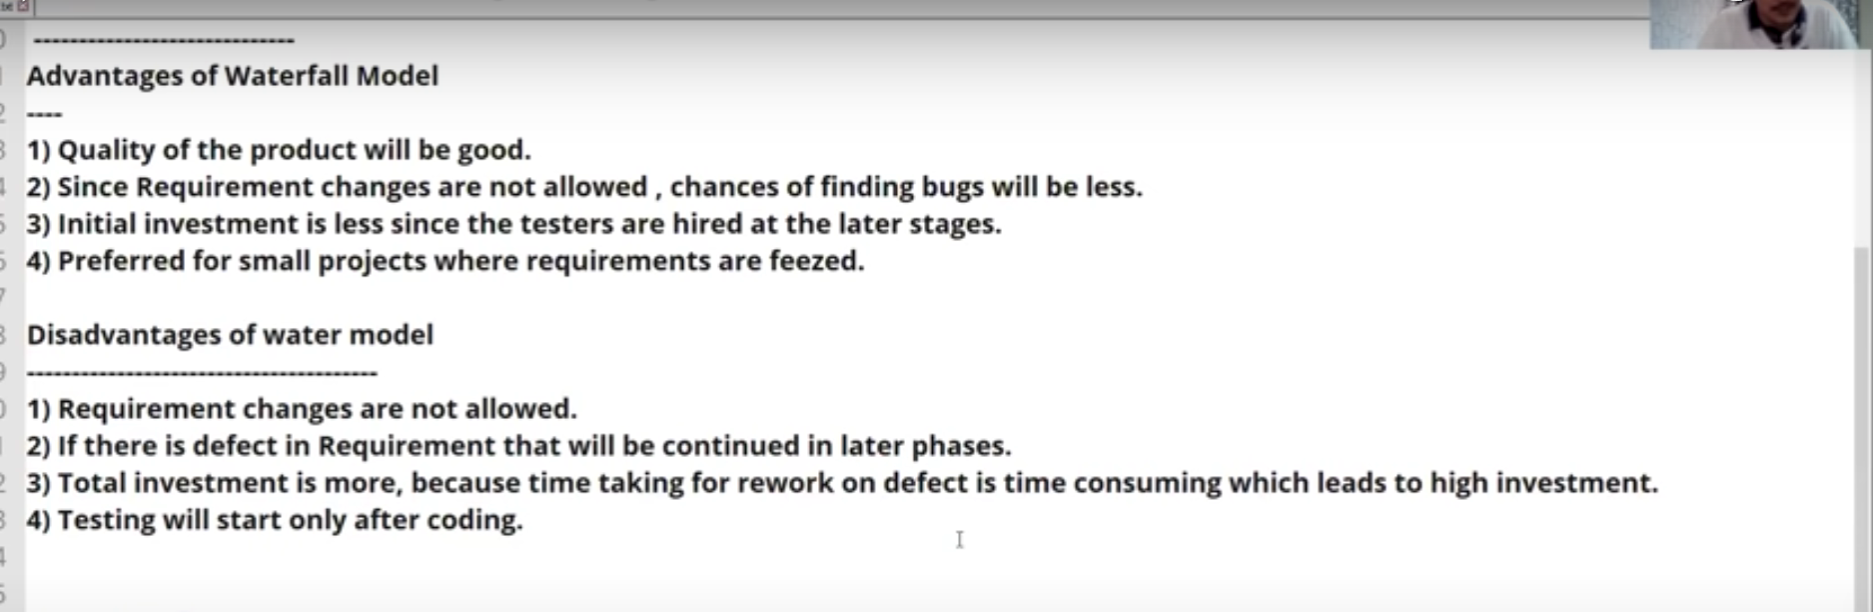 ------------------------------
Advantages of Waterfall Model
----
1) Quality of the product will be good.
2) Since Requirement changes are not allowed , chances of finding bugs will be less.
3) Initial investment is less since the testers are hired at the later stages.
4) Preferred for small projects where requirements are feezed.
Disadvantages of water model
----------------------------------------
1) Requirement changes are not allowed.
2) If there is defect in Requirement that will be continued in later phases.
3) Total investment is more, because time taking for rework on defect is time consuming which leads to high investment.
4) Testing will start only after coding.